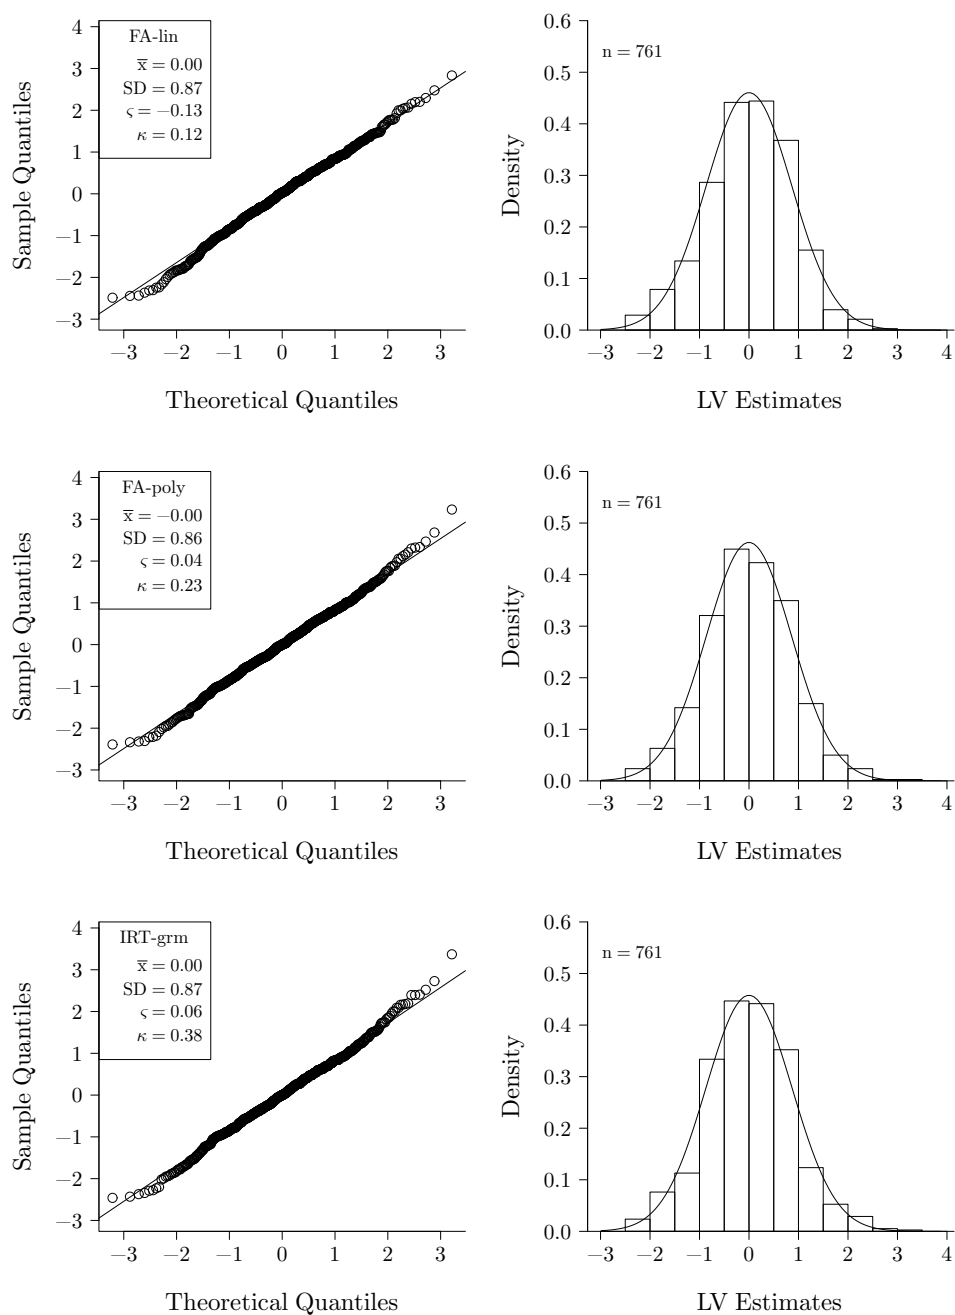 FA-lin
x̅ = 0.00
SD = 0.87
ς = −0.13
κ = 0.12
4
3
2
1
0
−1
−2
−3
Sample Quantiles
−3 −2 −1 0 1 2 3
Theoretical Quantiles
n = 761
0.6
0.5
0.4
0.3
0.2
0.1
0.0
Density
−3 −2 −1 0 1 2 3 4
LV Estimates
FA-poly
x̅ = −0.00
SD = 0.86
ς = 0.04
κ = 0.23
4
3
2
1
0
−1
−2
−3
Sample Quantiles
−3 −2 −1 0 1 2 3
Theoretical Quantiles
n = 761
0.6
0.5
0.4
0.3
0.2
0.1
0.0
Density
−3 −2 −1 0 1 2 3 4
LV Estimates
IRT-grm
x̅ = 0.00
SD = 0.87
ς = 0.06
κ = 0.38
4
3
2
1
0
−1
−2
−3
Sample Quantiles
−3 −2 −1 0 1 2 3
Theoretical Quantiles
n = 761
0.6
0.5
0.4
0.3
0.2
0.1
0.0
Density
−3 −2 −1 0 1 2 3 4
LV Estimates